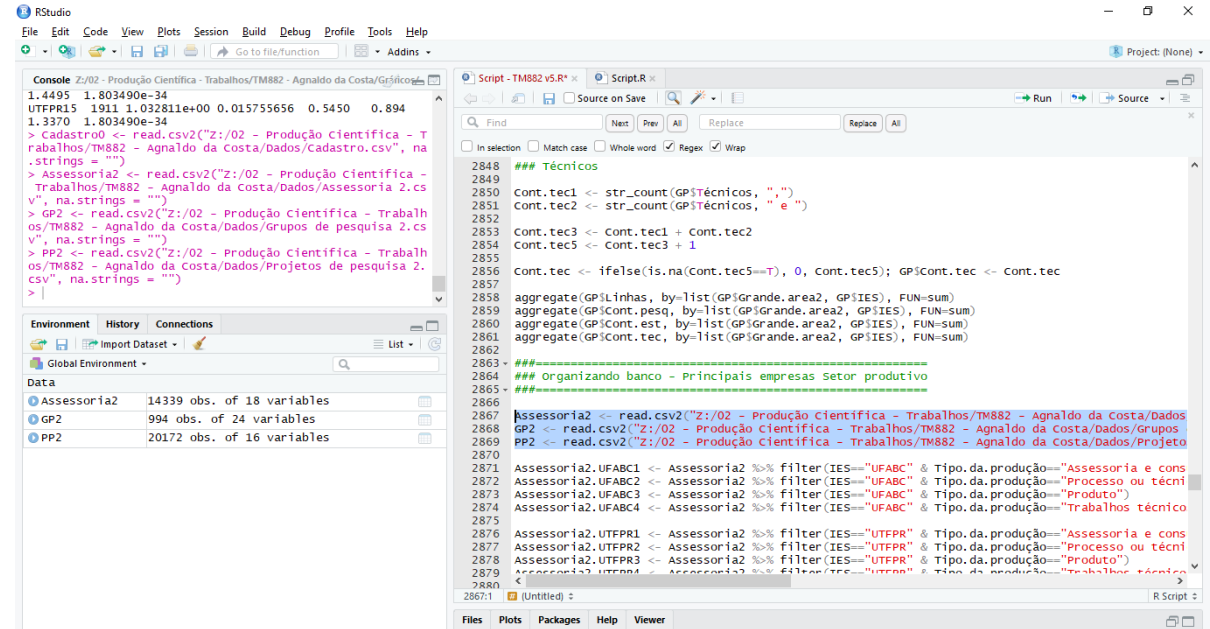 RStudio
File Edit Code View Plots Session Build Debug Profile Tools Help
Go to file/function Addins Project: (None)
Console Z:/02 - Produção Científica - Trabalhos/TM882 - Agnaldo da Costa/Gráficos/
1.4495 1.803490e-34
UTFPR15 1911 1.032811e+00 0.015755656 0.5450 0.894
1.3370 1.803490e-34
> Cadastro0 <- read.csv2("Z:/02 - Produção Científica - T
rabalhos/TM882 - Agnaldo da Costa/Dados/Cadastro.csv", na
.strings = "")
> Assessoria2 <- read.csv2("Z:/02 - Produção Científica -
Trabalhos/TM882 - Agnaldo da Costa/Dados/Assessoria 2.cs
v", na.strings = "")
> GP2 <- read.csv2("Z:/02 - Produção Científica - Trabalh
os/TM882 - Agnaldo da Costa/Dados/Grupos de pesquisa 2.cs
v", na.strings = "")
> PP2 <- read.csv2("Z:/02 - Produção Científica - Trabalh
os/TM882 - Agnaldo da Costa/Dados/Projetos de pesquisa 2.
csv", na.strings = "")
>
Environment History Connections
Import Dataset List
Global Environment
Data
Assessoria2 14339 obs. of 18 variables
GP2 994 obs. of 24 variables
PP2 20172 obs. of 16 variables
Script - TM882 v5.R* Script.R
Source on Save Run Source
Find Next Prev All Replace Replace All
In selection Match case Whole word Regex Wrap
2848 ### Técnicos
2849
2850 Cont.tec1 <- str_count(GP$Técnicos, ",")
2851 Cont.tec2 <- str_count(GP$Técnicos, " e ")
2852
2853 Cont.tec3 <- Cont.tec1 + Cont.tec2
2854 Cont.tec5 <- Cont.tec3 + 1
2855
2856 Cont.tec <- ifelse(is.na(Cont.tec5==T), 0, Cont.tec5); GP$Cont.tec <- Cont.tec
2857
2858 aggregate(GP$Linhas, by=list(GP$Grande.area2, GP$IES), FUN=sum)
2859 aggregate(GP$Cont.pesq, by=list(GP$Grande.area2, GP$IES), FUN=sum)
2860 aggregate(GP$Cont.est, by=list(GP$Grande.area2, GP$IES), FUN=sum)
2861 aggregate(GP$Cont.tec, by=list(GP$Grande.area2, GP$IES), FUN=sum)
2862
2863 ###=======================================================
2864 ### Organizando banco - Principais empresas Setor produtivo
2865 ###=======================================================
2866
2867 Assessoria2 <- read.csv2("Z:/02 - Produção Científica - Trabalhos/TM882 - Agnaldo da Costa/Dados
2868 GP2 <- read.csv2("Z:/02 - Produção Científica - Trabalhos/TM882 - Agnaldo da Costa/Dados/Grupos
2869 PP2 <- read.csv2("Z:/02 - Produção Científica - Trabalhos/TM882 - Agnaldo da Costa/Dados/Projeto
2870
2871 Assessoria2.UFABC1 <- Assessoria2 %>% filter(IES=="UFABC" & Tipo.da.produção=="Assessoria e cons
2872 Assessoria2.UFABC2 <- Assessoria2 %>% filter(IES=="UFABC" & Tipo.da.produção=="Processo ou técni
2873 Assessoria2.UFABC3 <- Assessoria2 %>% filter(IES=="UFABC" & Tipo.da.produção=="Produto")
2874 Assessoria2.UFABC4 <- Assessoria2 %>% filter(IES=="UFABC" & Tipo.da.produção=="Trabalhos técnico
2875
2876 Assessoria2.UTFPR1 <- Assessoria2 %>% filter(IES=="UTFPR" & Tipo.da.produção=="Assessoria e cons
2877 Assessoria2.UTFPR2 <- Assessoria2 %>% filter(IES=="UTFPR" & Tipo.da.produção=="Processo ou técni
2878 Assessoria2.UTFPR3 <- Assessoria2 %>% filter(IES=="UTFPR" & Tipo.da.produção=="Produto")
2879 Assessoria2.UTFPR4 <- Assessoria2 %>% filter(IES=="UTFPR" & Tipo.da.produção=="Trabalhos técnico
2880
2867:1 (Untitled) R Script
Files Plots Packages Help Viewer